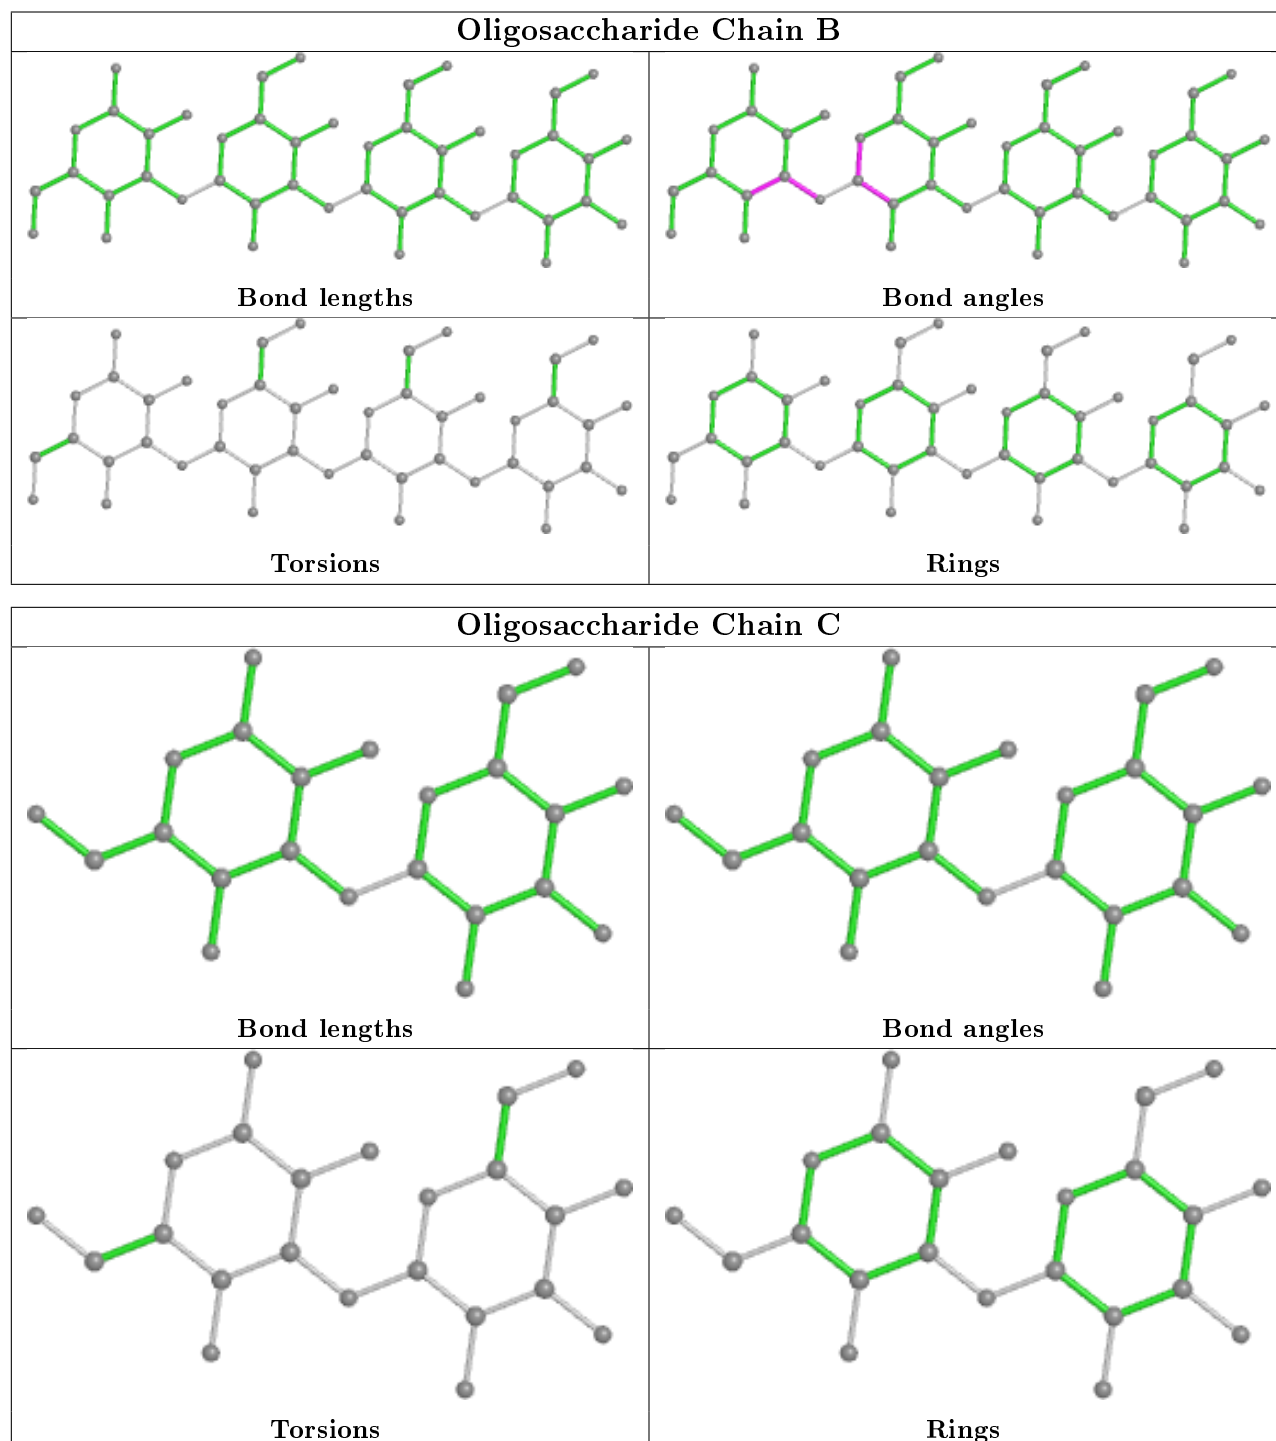 Oligosaccharide Chain B
Bond lengths
Bond angles
Torsions
Rings
Oligosaccharide Chain C
Bond lengths
Bond angles
Torsions
Rings